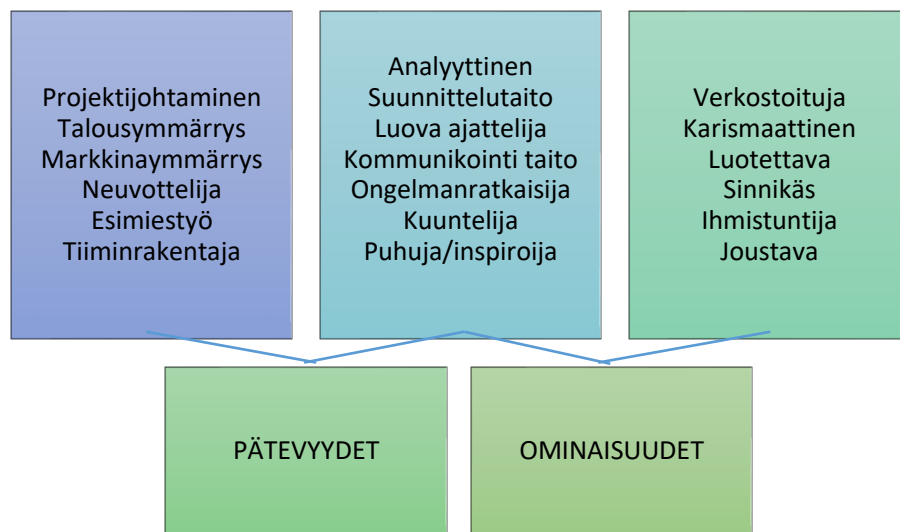 Projektijohtaminen
Talousymmärrys
Markkinaymmärrys
Neuvottelija
Esimiestyö
Tiiminrakentaja
Analyyttinen
Suunnittelutaito
Luova ajattelija
Kommunikointi taito
Ongelmanratkaisija
Kuuntelija
Puhuja/inspiroija
Verkostoituja
Karismaattinen
Luotettava
Sinnikäs
Ihmistuntija
Joustava
PÄTEVYYDET
OMINAISUUDET